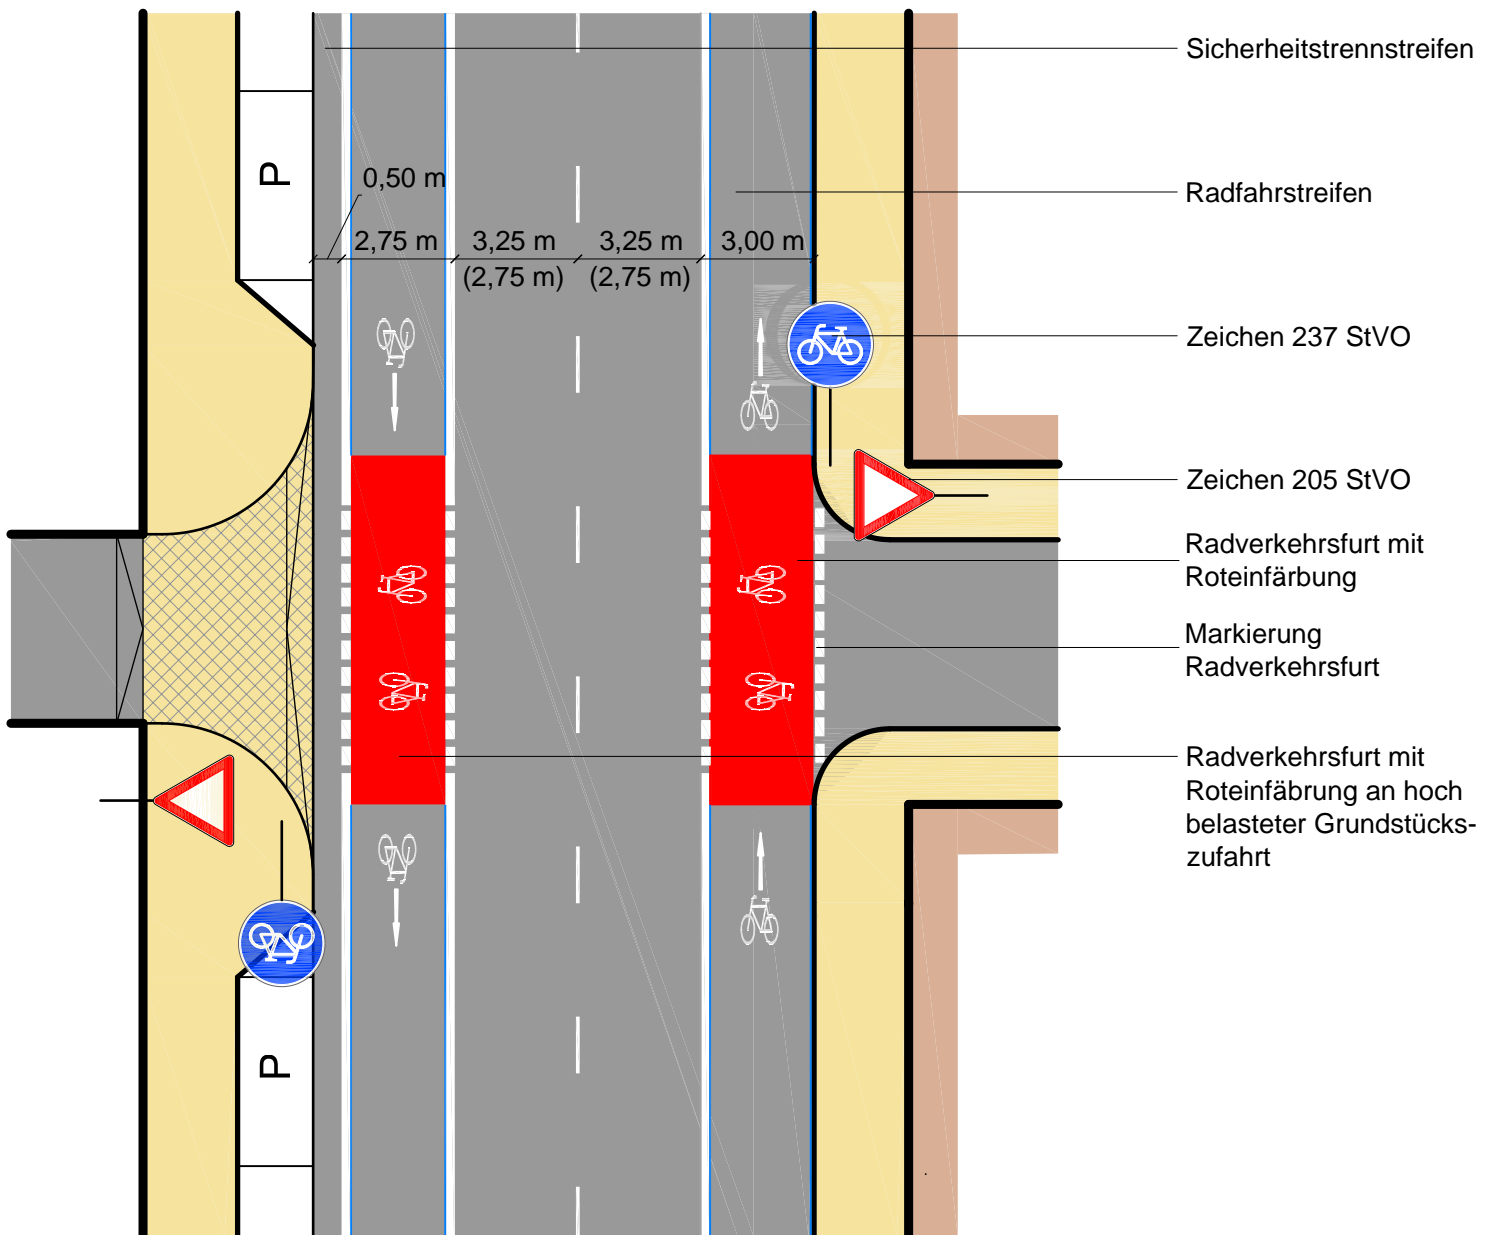 Sicherheitstrennstreifen
P
0,50 m
Radfahrstreifen
2,75 m
3,25 m
3,25 m
3,00 m
(2,75 m)
(2,75 m)
Zeichen 237 StVO
Zeichen 205 StVO
Radverkehrsfurt mit
Roteinfärbung
Markierung
Radverkehrsfurt
Radverkehrsfurt mit
Roteinfäbrung an hoch
belasteter Grundstücks-
zufahrt
P